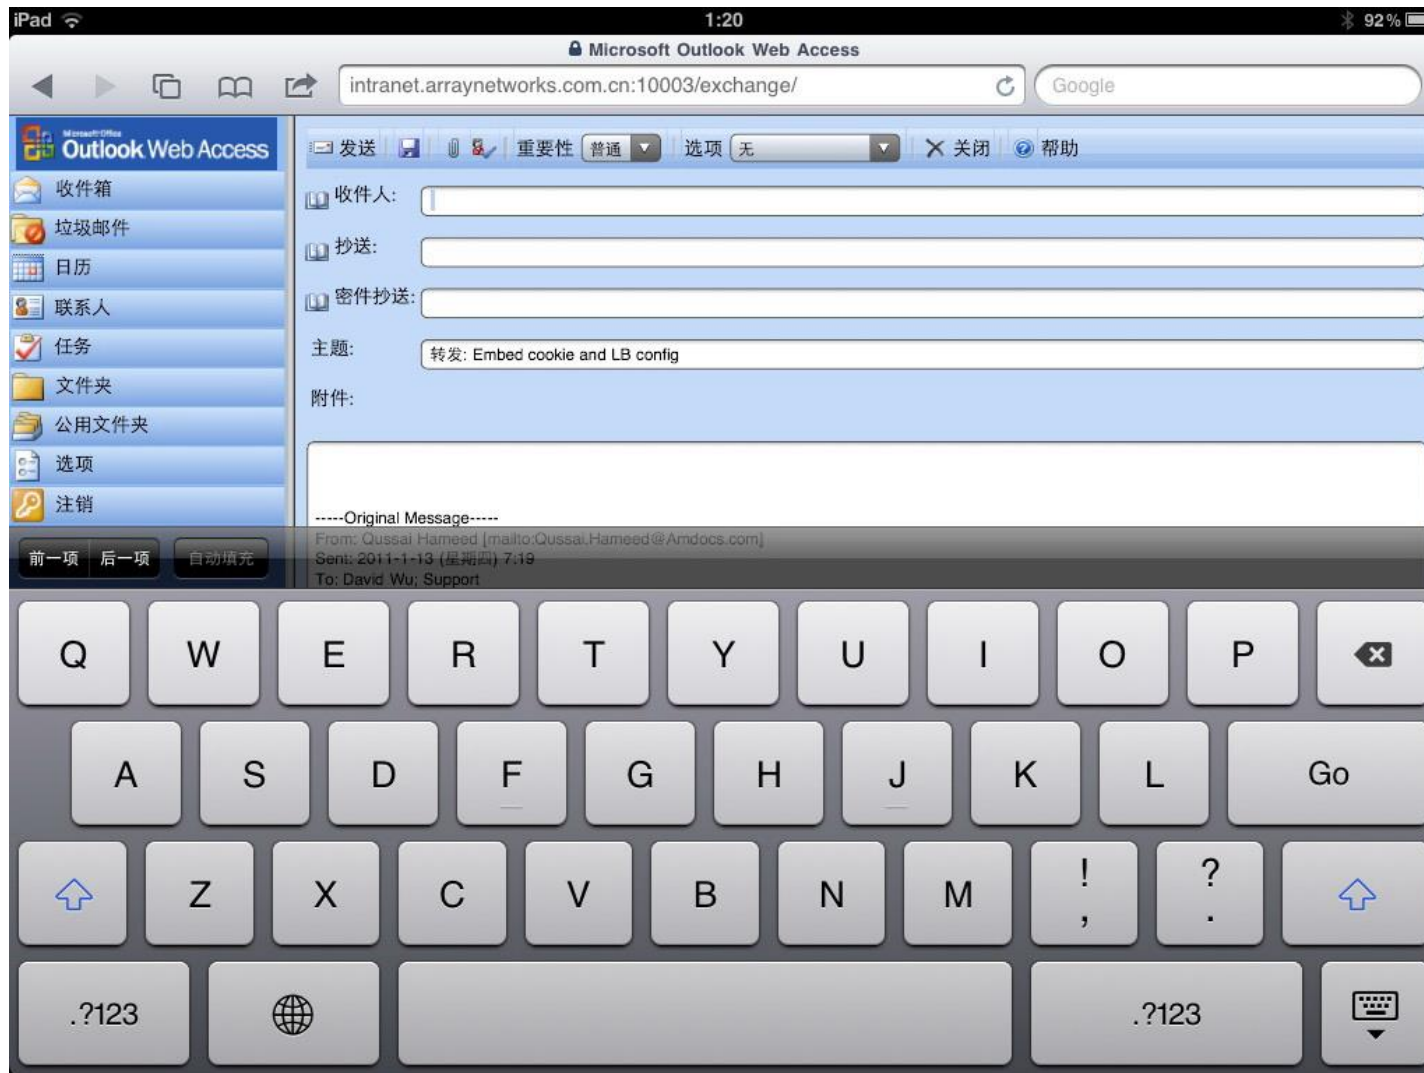 iPad 1:20 92%
Microsoft Outlook Web Access
intranet.arraynetworks.com.cn:10003/exchange/ Google
Microsoft Office
Outlook Web Access
发送 重要性 普通 选项 无 关闭 帮助
收件箱
垃圾邮件
日历
联系人
任务
文件夹
公用文件夹
选项
注销
收件人:
抄送:
密件抄送:
主题: 转发: Embed cookie and LB config
附件:
-----Original Message-----
From: Qussai Hameed [mailto:Qussai.Hameed@Amdocs.com]
Sent: 2011-1-13 (星期四) 7:19
To: David Wu; Support
前一项 后一项 自动填充
Q W E R T Y U I O P
A S D F G H J K L Go
Z X C V B N M ! , ? .
.?123 .?123